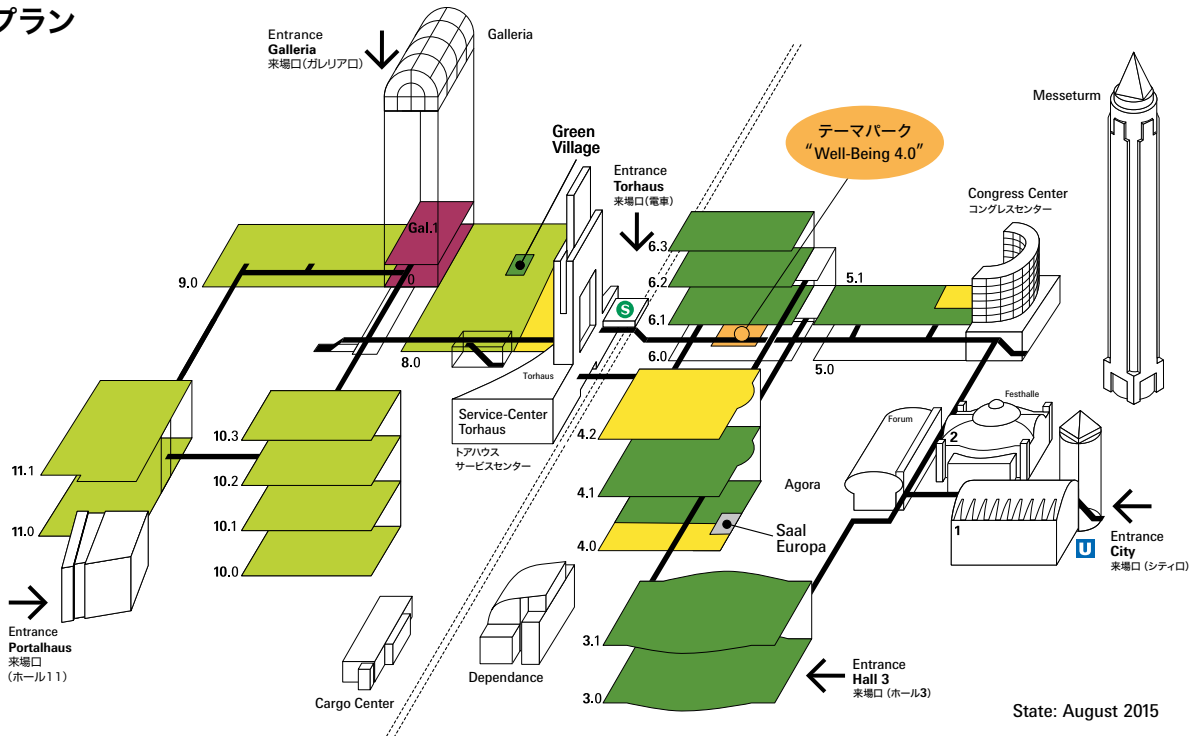 プラン
Entrance
Galleria
来場口(ガレリア口)
Galleria
Messeturm
テーマパーク
“Well-Being 4.0”
Green
Village
Entrance
Torhaus
来場口(電車)
Congress Center
コングレスセンター
Gal.1
0
9.0
8.0
S
6.3
6.2
6.1
6.0
5.1
5.0
Torhaus
Service-Center
Torhaus
トアハウス
サービスセンター
4.2
4.1
4.0
Agora
Saal
Europa
Forum
Festhalle
2
1
U
Entrance
City
来場口 (シティ口)
11.1
11.0
10.3
10.2
10.1
10.0
Entrance
Portalhaus
来場口
(ホール11)
Cargo Center
Dependance
3.1
3.0
Entrance
Hall 3
来場口 (ホール3)
State: August 2015